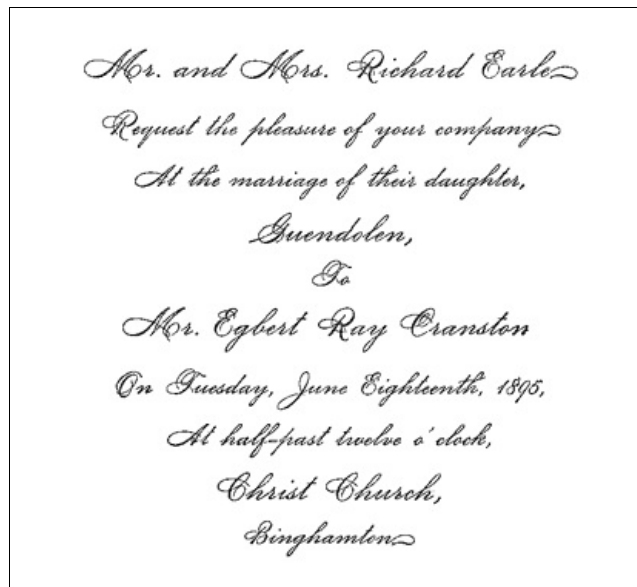 Mr. and Mrs. Richard Earle
Request the pleasure of your company
At the marriage of their daughter,
Guendolen,
To
Mr. Egbert Ray Cranston
On Tuesday, June Eighteenth, 1895,
At half-past twelve o'clock,
Christ Church,
Binghamton